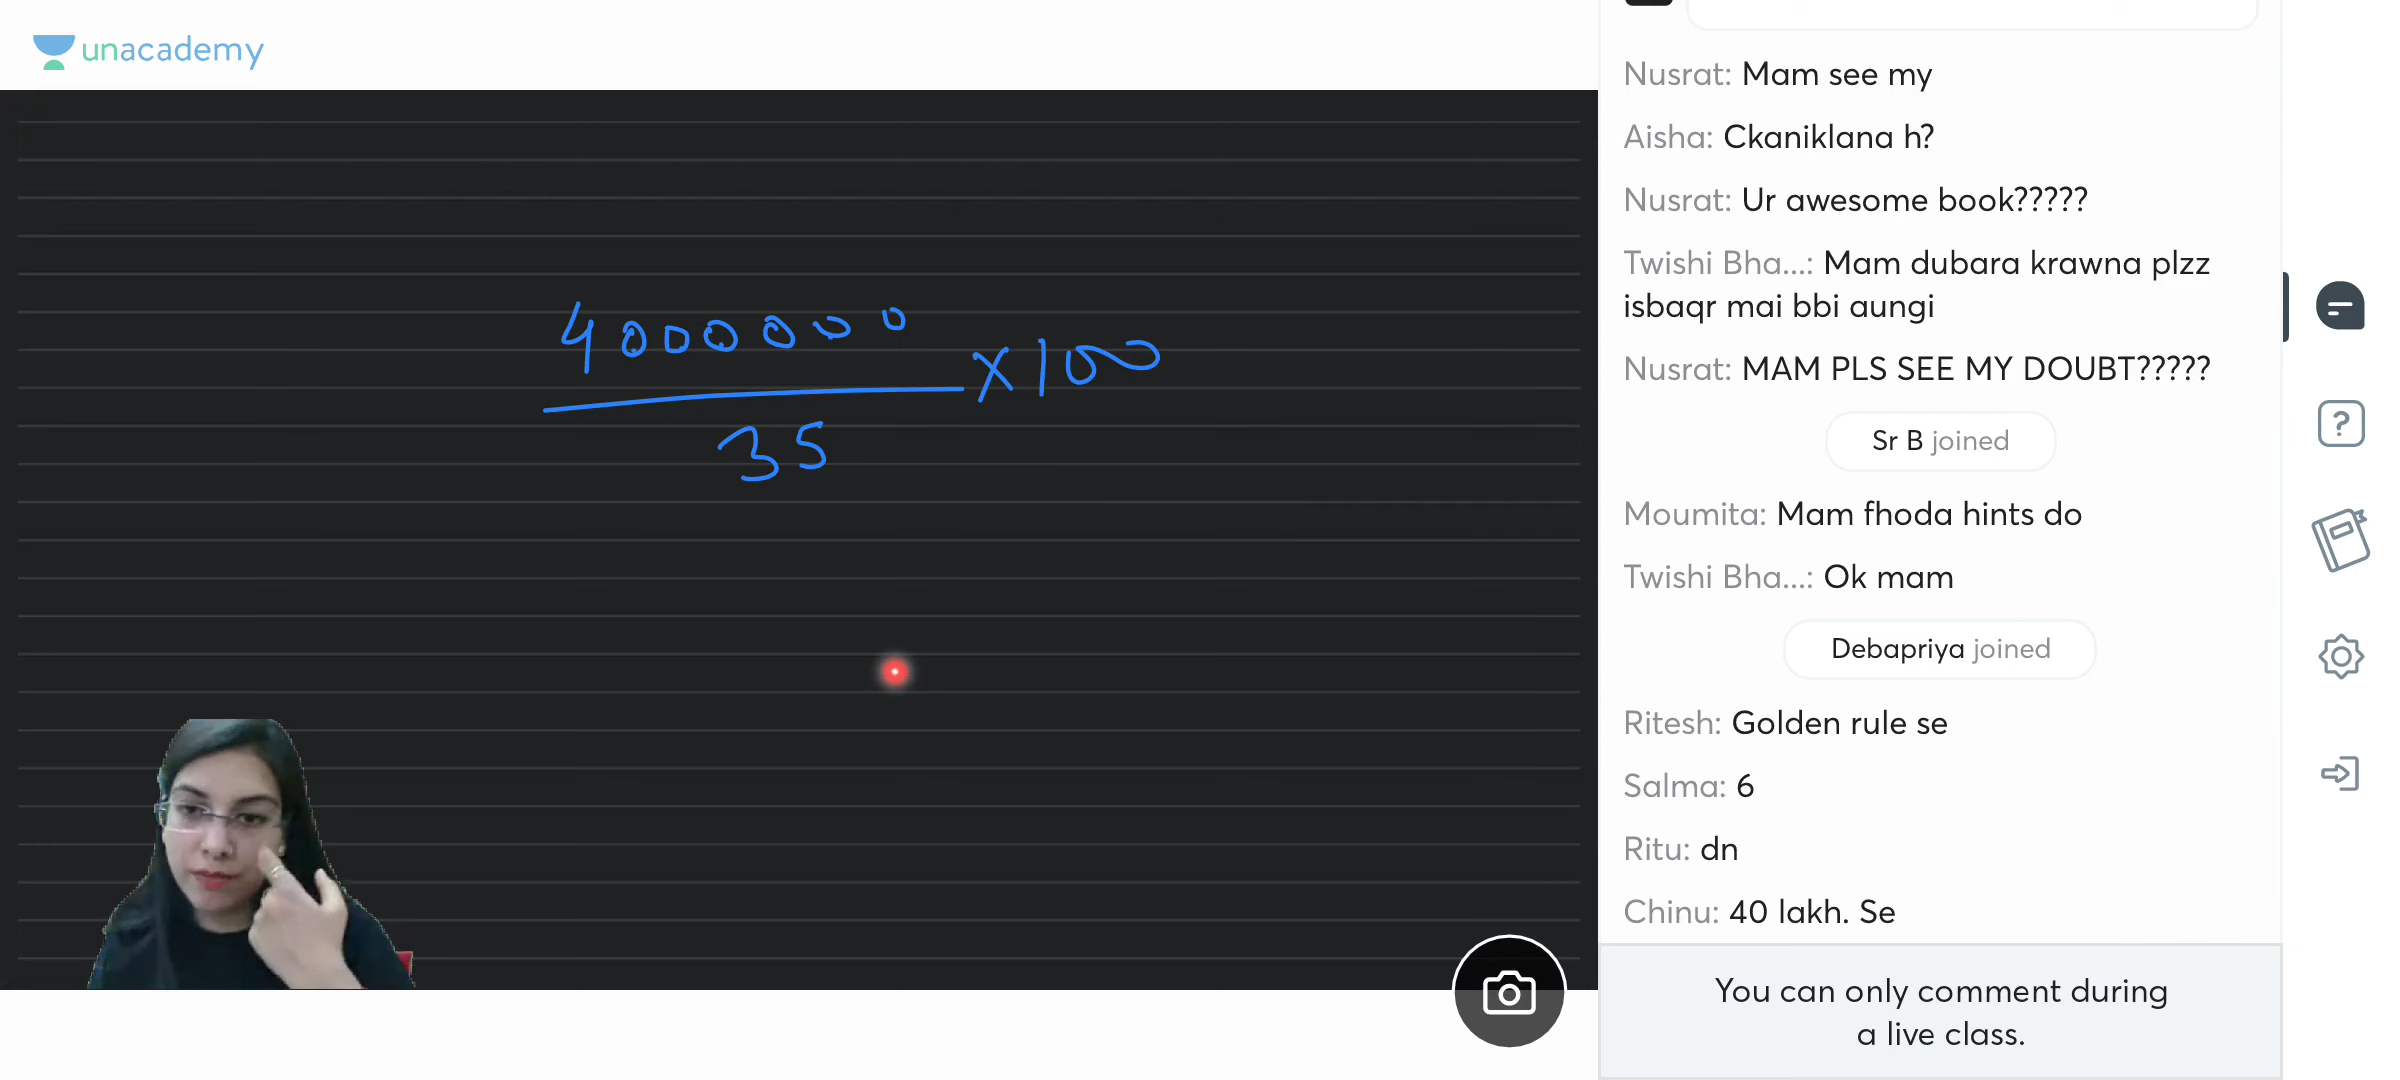 unacademy
4000000
× 100
35
Nusrat: Mam see my
Aisha: Ckaniklana h?
Nusrat: Ur awesome book?????
Twishi Bha...: Mam dubara krawna plzz
isbaqr mai bbi aungi
Nusrat: MAM PLS SEE MY DOUBT?????
Sr B joined
Moumita: Mam fhoda hints do
Twishi Bha...: Ok mam
Debapriya joined
Ritesh: Golden rule se
Salma: 6
Ritu: dn
Chinu: 40 lakh. Se
You can only comment during
a live class.
?